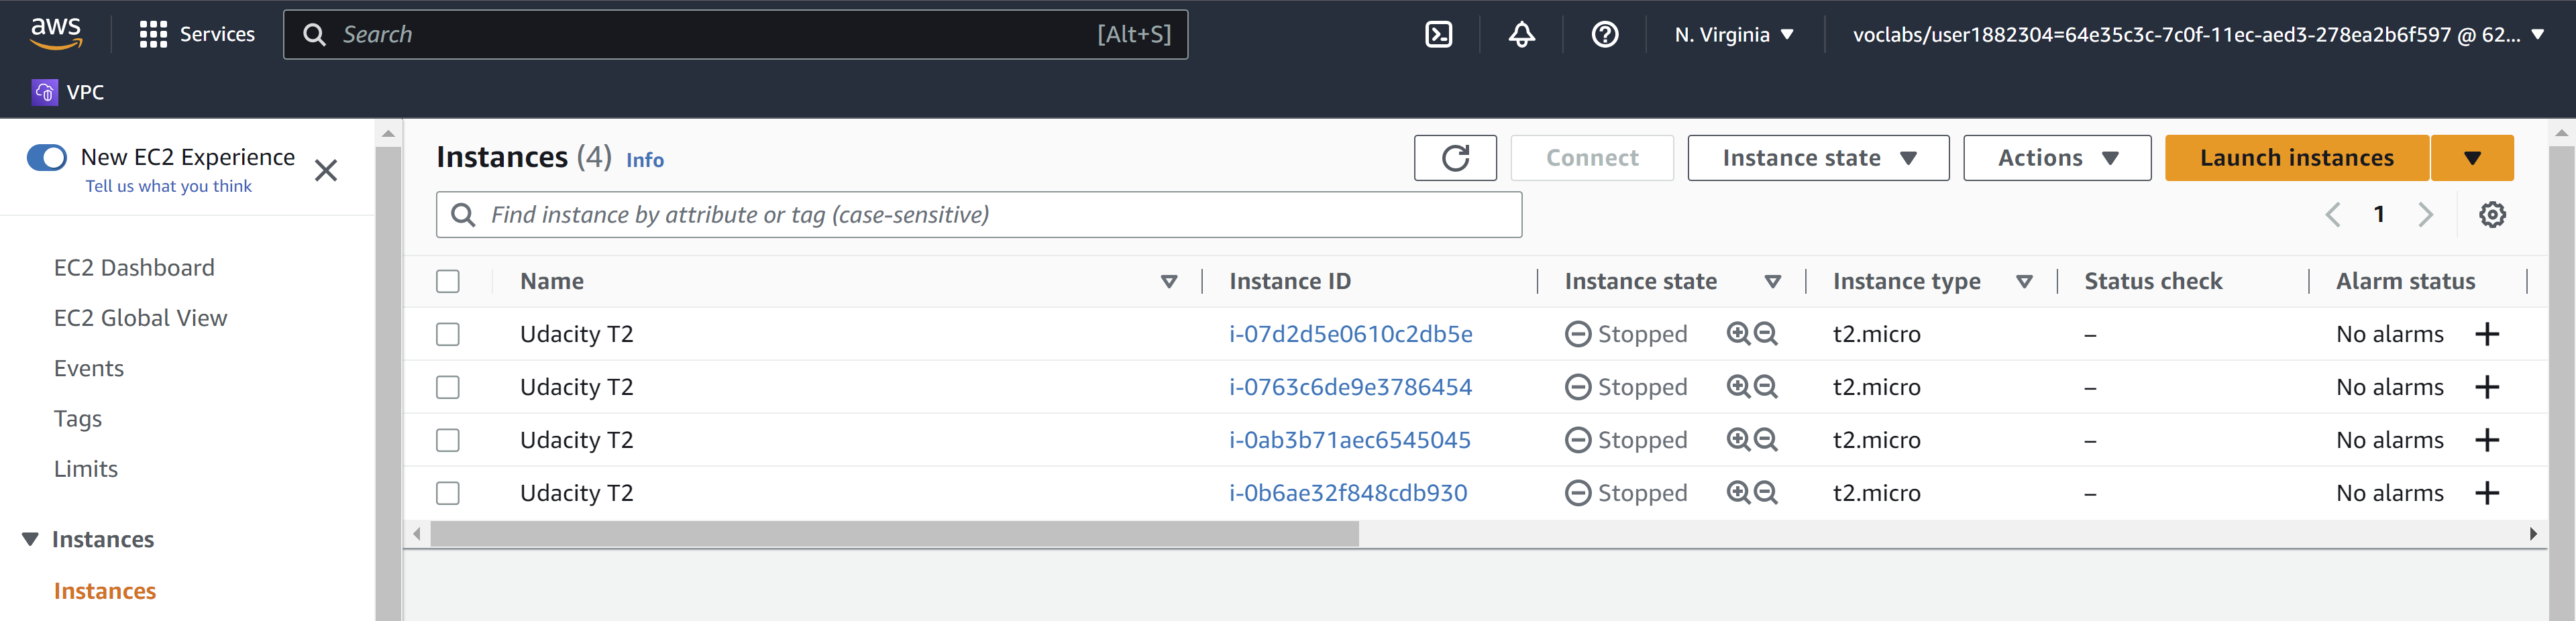 aws Services Search [Alt+S] N. Virginia voclabs/user1882304=64e35c3c-7c0f-11ec-aed3-278ea2b6f597 @ 62...
VPC
New EC2 Experience
Tell us what you think
EC2 Dashboard
EC2 Global View
Events
Tags
Limits
Instances
Instances
Instances (4) Info Connect Instance state Actions Launch instances
Find instance by attribute or tag (case-sensitive) 1
Name Instance ID Instance state Instance type Status check Alarm status
Udacity T2 i-07d2d5e0610c2db5e Stopped t2.micro – No alarms +
Udacity T2 i-0763c6de9e3786454 Stopped t2.micro – No alarms +
Udacity T2 i-0ab3b71aec6545045 Stopped t2.micro – No alarms +
Udacity T2 i-0b6ae32f848cdb930 Stopped t2.micro – No alarms +